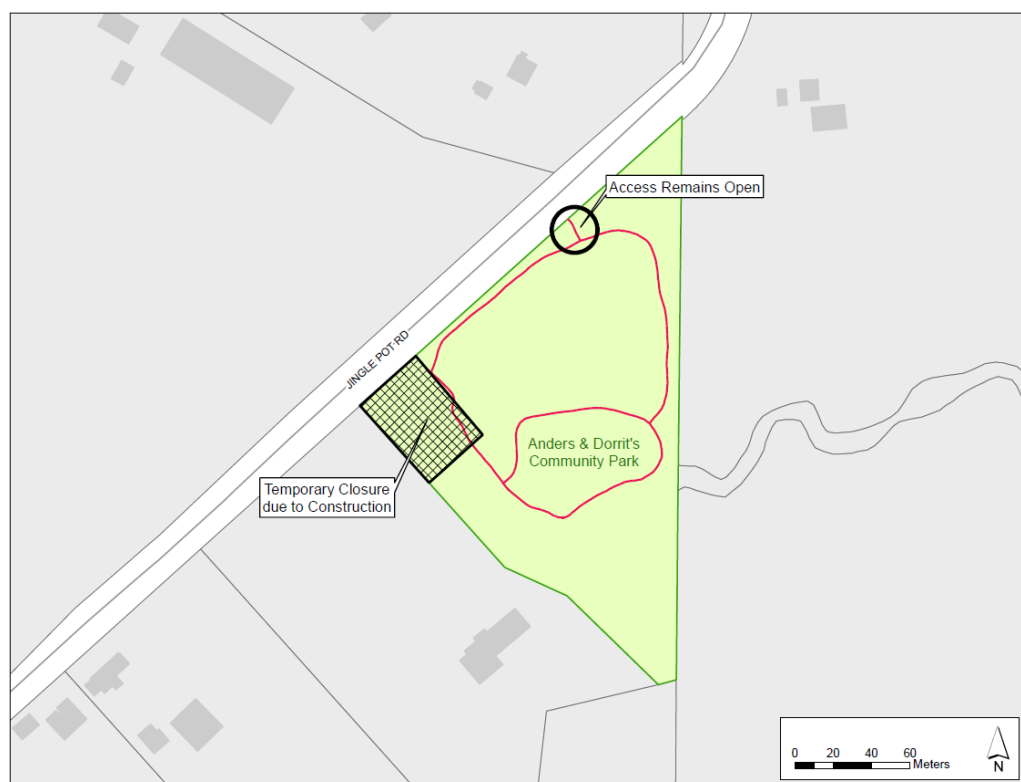 Access Remains Open
JINGLE POT RD
Anders & Dorrit's
Community Park
Temporary Closure
due to Construction
0 20 40 60
Meters
N